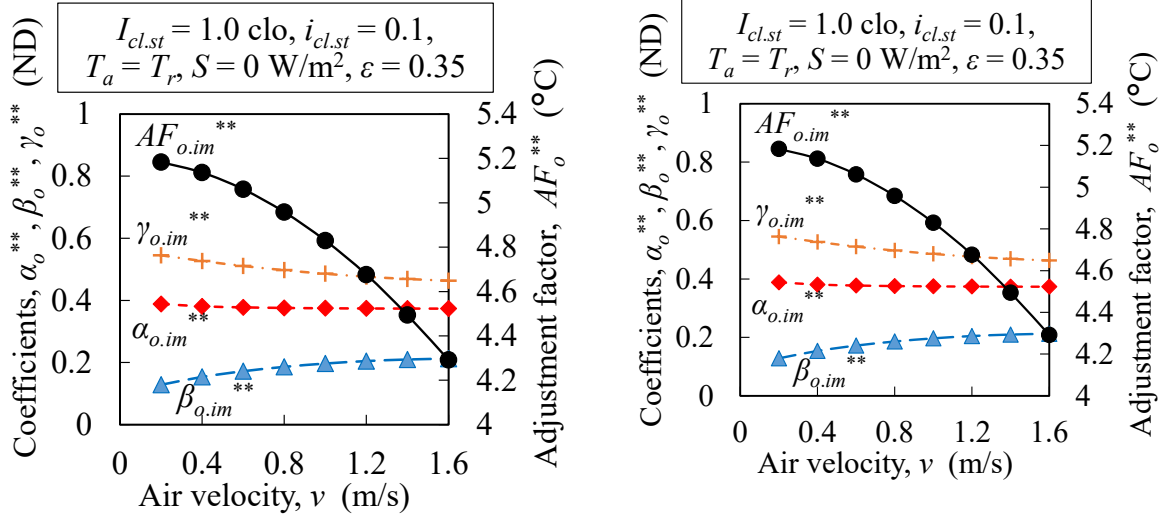 I_cl.st = 1.0 clo, i_cl.st = 0.1,
T_a = T_r, S = 0 W/m², ε = 0.35
Coefficients, α_o**, β_o**, γ_o** (ND)
1
0.8
0.6
0.4
0.2
0
AF_o.im**
γ_o.im**
α_o.im**
β_o.im**
5.4
5.2
5
4.8
4.6
4.4
4.2
4
Adjustment factor, AF_o** (°C)
0 0.4 0.8 1.2 1.6
Air velocity, v (m/s)
I_cl.st = 1.0 clo, i_cl.st = 0.1,
T_a = T_r, S = 0 W/m², ε = 0.35
Coefficients, α_o**, β_o**, γ_o** (ND)
1
0.8
0.6
0.4
0.2
0
AF_o.im**
γ_o.im**
α_o.im**
β_o.im**
5.4
5.2
5
4.8
4.6
4.4
4.2
4
Adjustment factor, AF_o** (°C)
0 0.4 0.8 1.2 1.6
Air velocity, v (m/s)